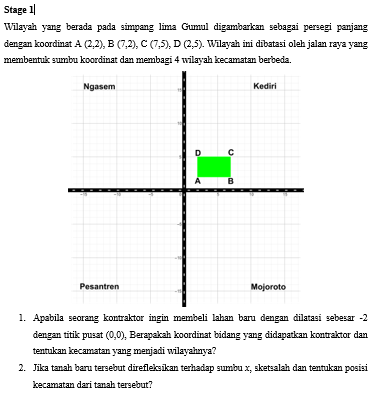 Stage 1
Wilayah yang berada pada simpang lima Gumul digambarkan sebagai persegi panjang
dengan koordinat A (2,2), B (7,2), C (7,5), D (2,5). Wilayah ini dibatasi oleh jalan raya yang
membentuk sumbu koordinat dan membagi 4 wilayah kecamatan berbeda.
Ngasem
Kediri
D C
A B
Pesantren
Mojoroto
1. Apabila seorang kontraktor ingin membeli lahan baru dengan dilatasi sebesar -2
dengan titik pusat (0,0), Berapakah koordinat bidang yang didapatkan kontraktor dan
tentukan kecamatan yang menjadi wilayahnya?
2. Jika tanah baru tersebut direfleksikan terhadap sumbu x, sketsalah dan tentukan posisi
kecamatan dari tanah tersebut?